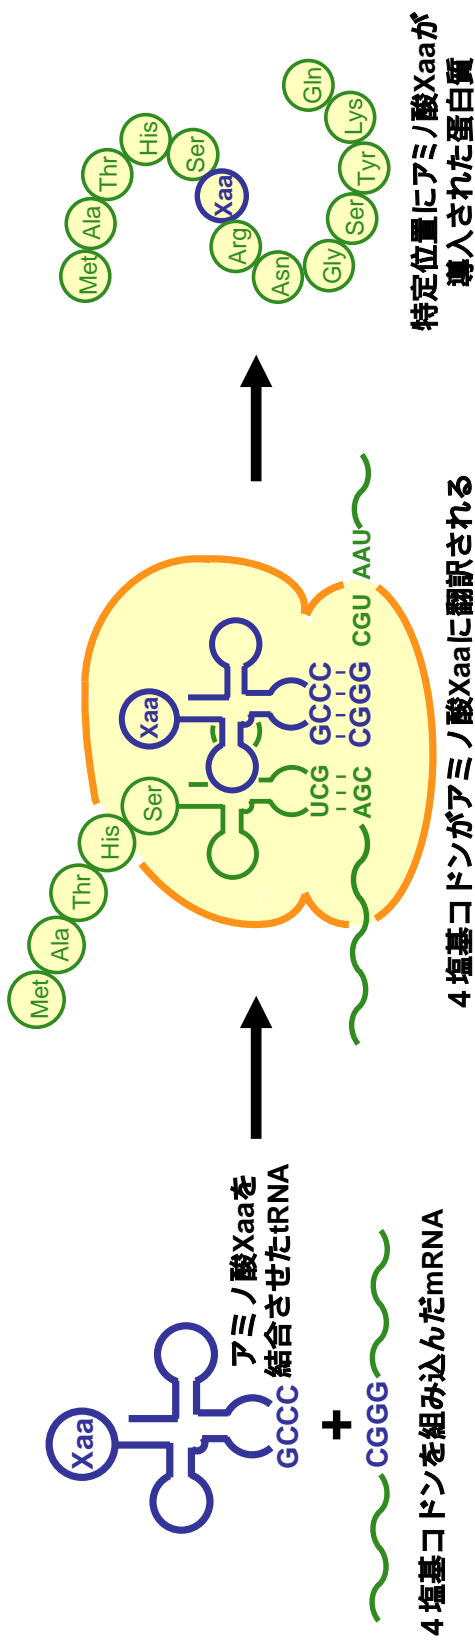 Xaa
アミノ酸Xaaを
結合させたtRNA
GCCC
+
CGGG
4塩基コドンを組み込んだmRNA
Met
Ala
Thr
His
Ser
Xaa
UCG
GCCC
AGC
CGGG
CGU
AAU
4塩基コドンがアミノ酸Xaaに翻訳される
Met
Ala
Thr
His
Ser
Xaa
Arg
Asn
Gly
Ser
Tyr
Lys
Gln
特定位置にアミノ酸Xaaが
導入された蛋白質